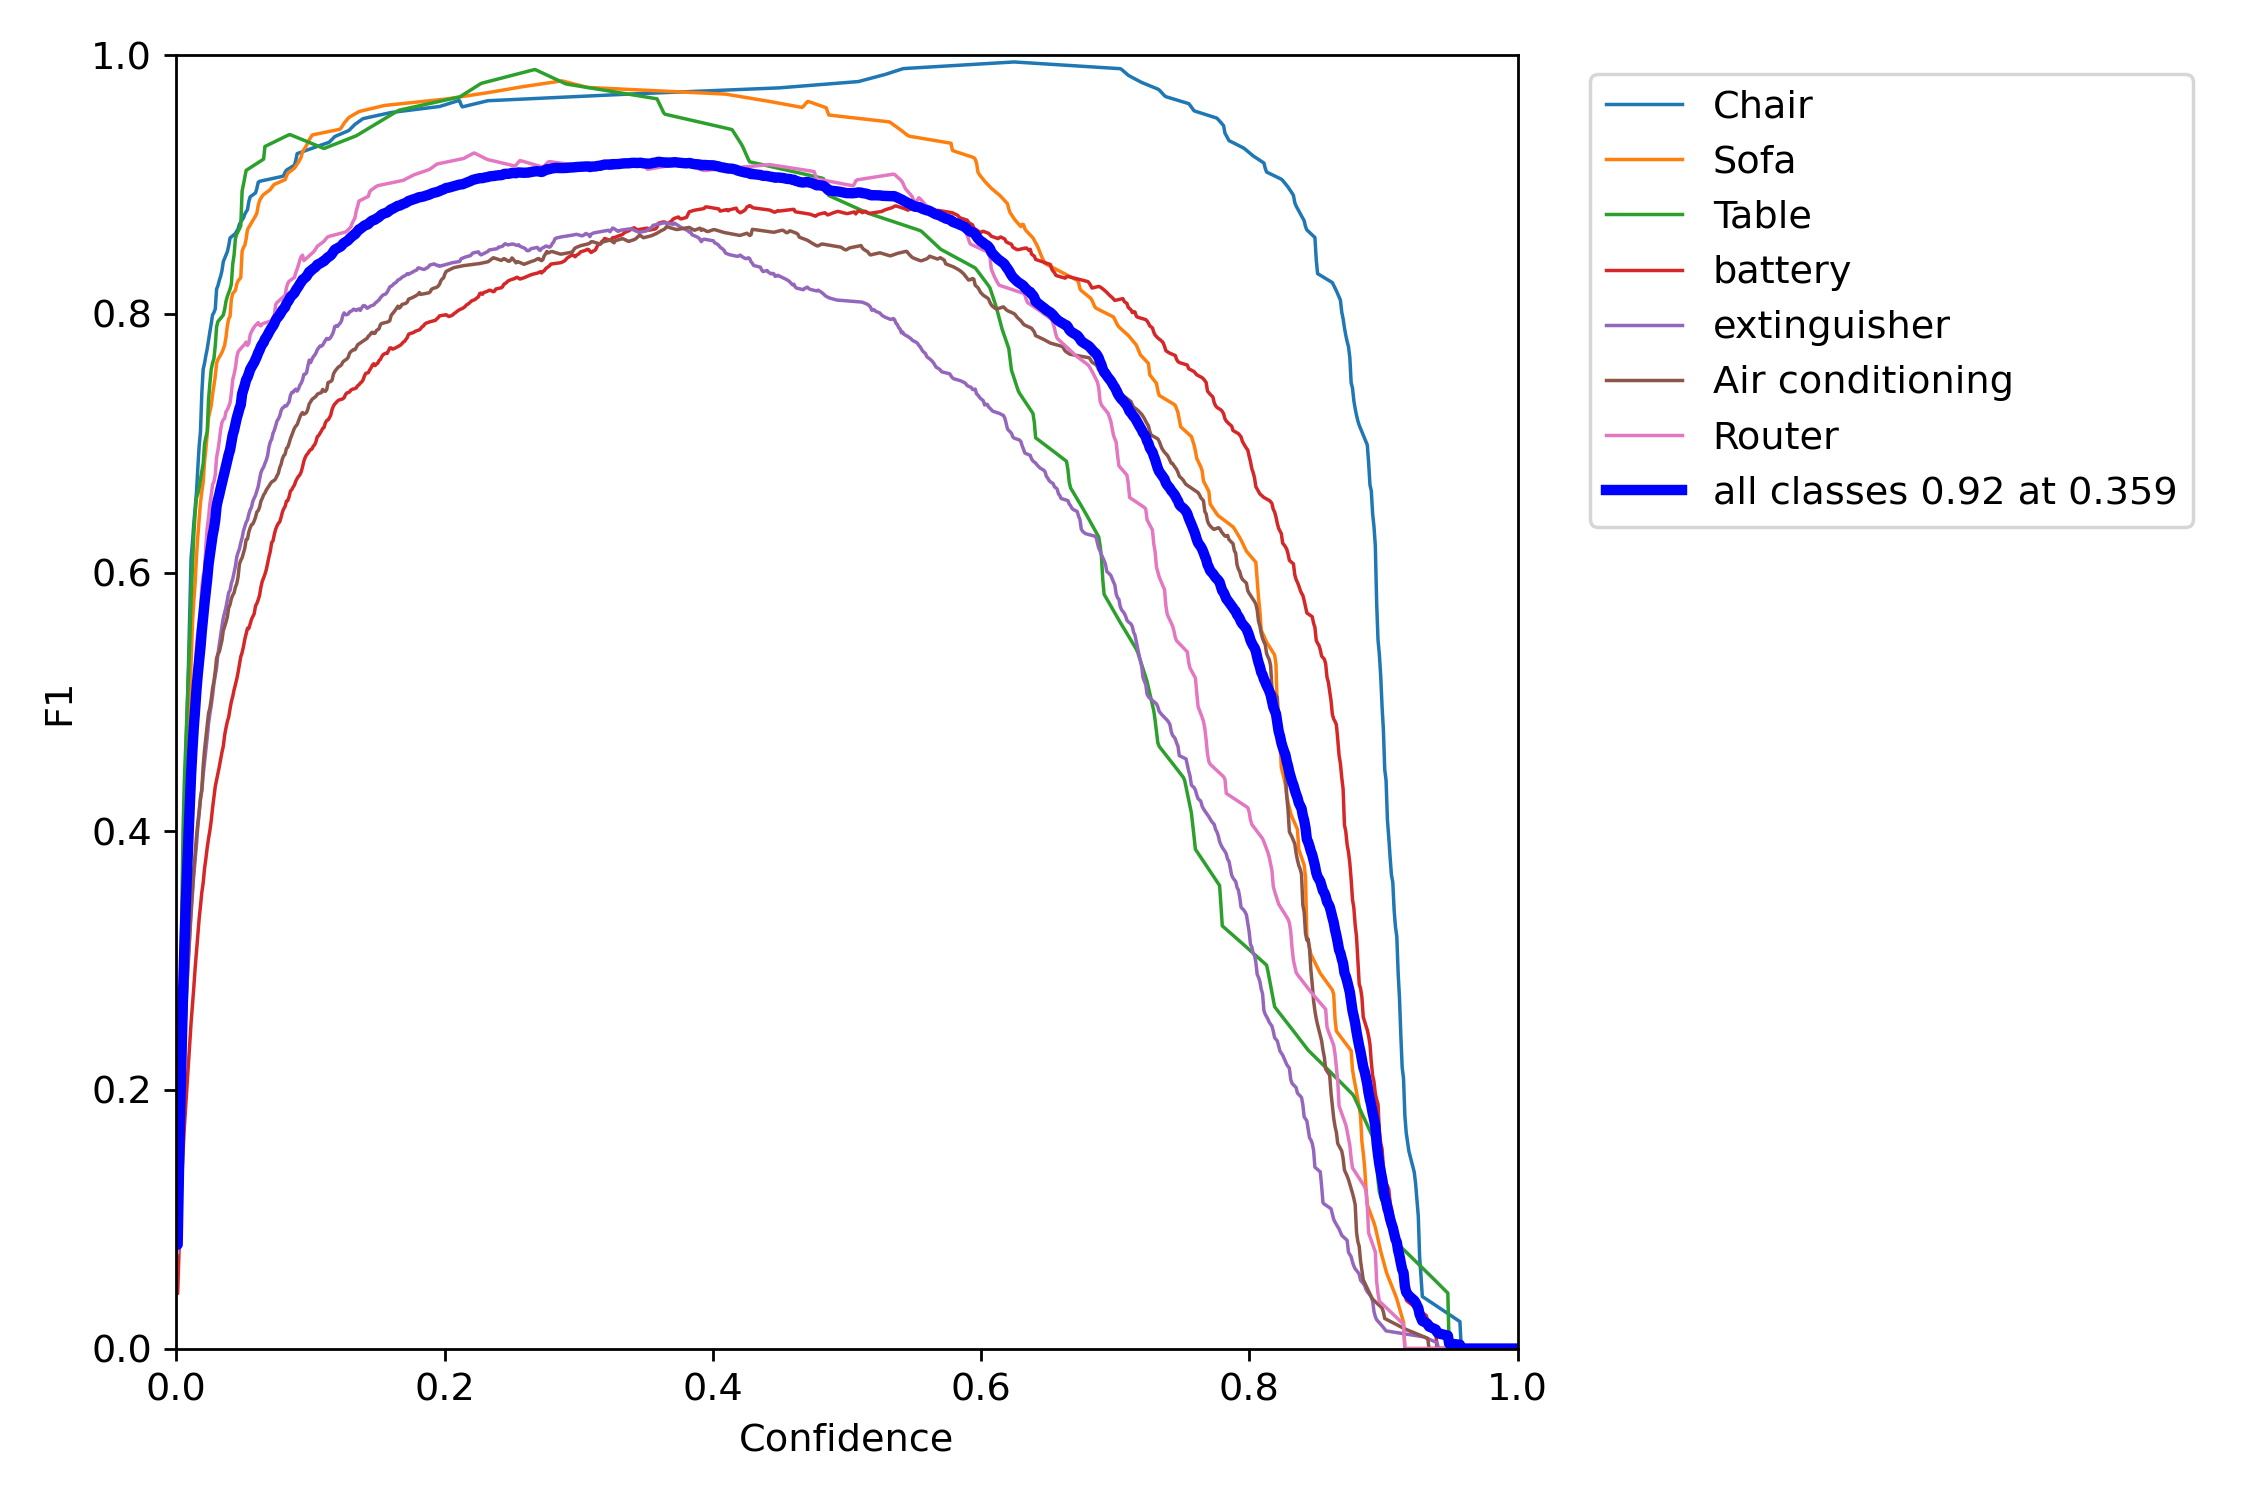 1.0
0.8
0.6
0.4
0.2
0.0
F1
0.0 0.2 0.4 0.6 0.8 1.0
Confidence
Chair
Sofa
Table
battery
extinguisher
Air conditioning
Router
all classes 0.92 at 0.359